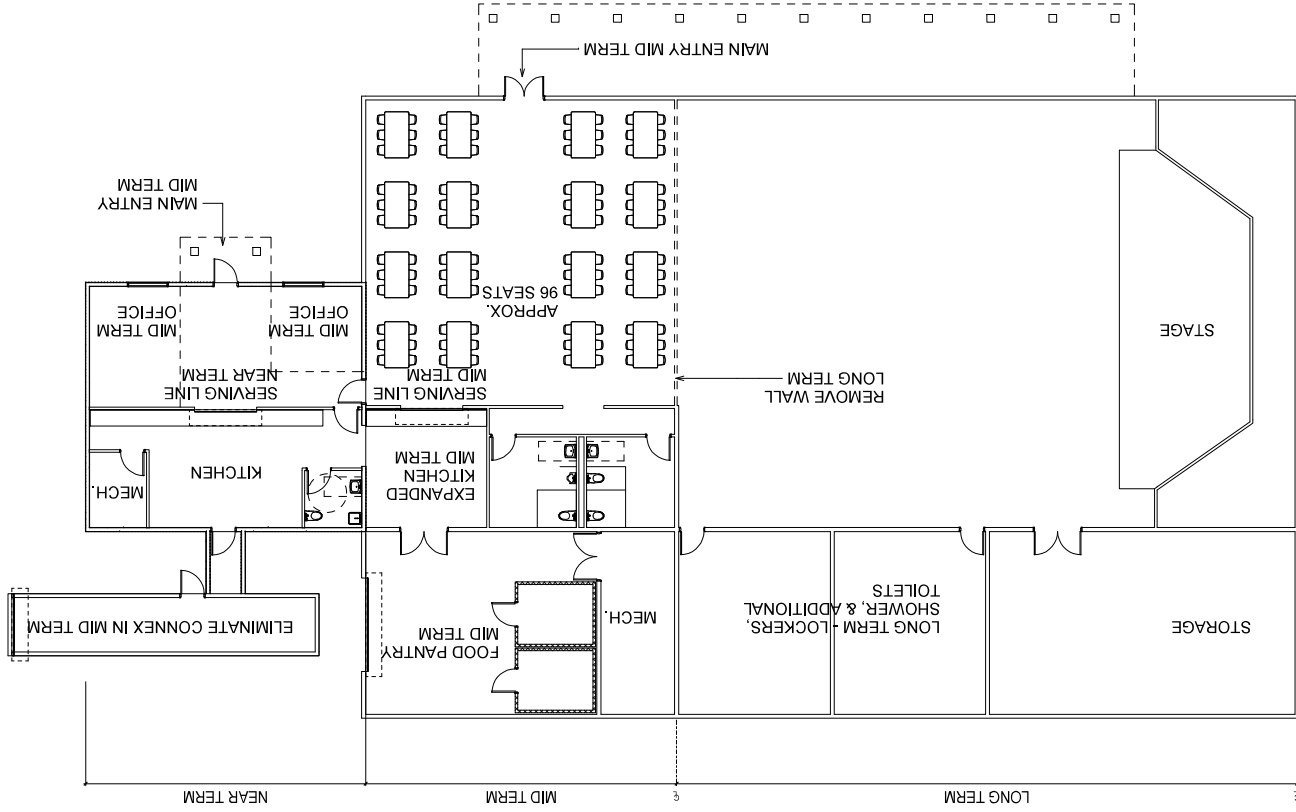 LONG TERM
MID TERM
NEAR TERM
STORAGE
LONG TERM - LOCKERS,
SHOWER, & ADDITIONAL
TOILETS
MECH.
FOOD PANTRY
MID TERM
ELIMINATE CONNEX IN MID TERM
EXPANDED
KITCHEN
MID TERM
KITCHEN
MECH.
REMOVE WALL
LONG TERM
SERVING LINE
MID TERM
SERVING LINE
NEAR TERM
STAGE
APPROX.
96 SEATS
MID TERM
OFFICE
MID TERM
OFFICE
MAIN ENTRY
MID TERM
MAIN ENTRY MID TERM